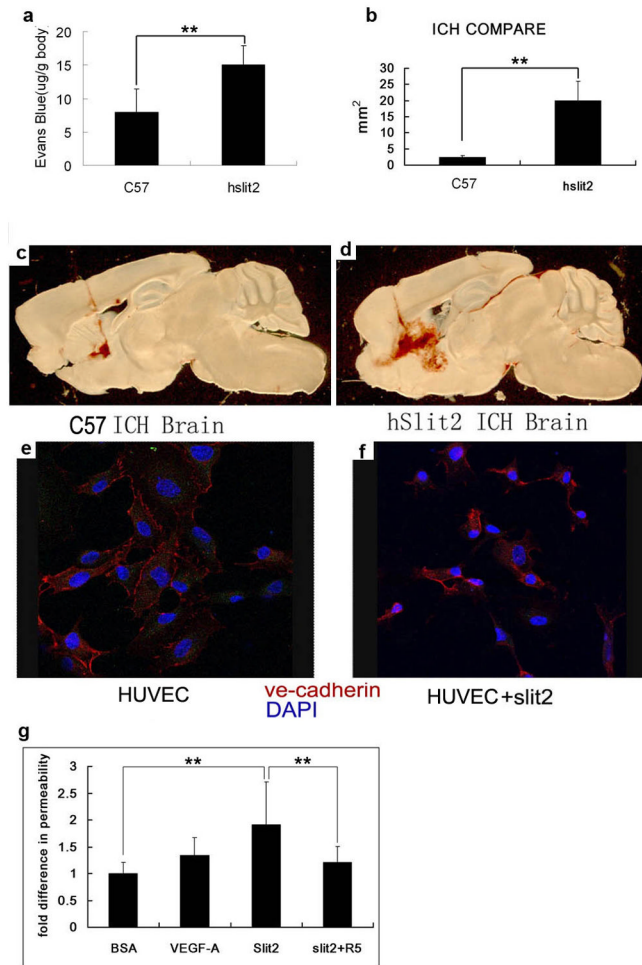 a
**
Evans Blue(ug/g body)
20
15
10
5
0
C57
hslit2
b
ICH COMPARE
**
mm2
30
25
20
15
10
5
0
C57
hslit2
c
C57 ICH Brain
d
hSlit2 ICH Brain
e
HUVEC
ve-cadherin
DAPI
f
HUVEC+slit2
g
**
**
fold difference in permeability
3
2.5
2
1.5
1
0.5
0
BSA
VEGF-A
Slit2
slit2+R5